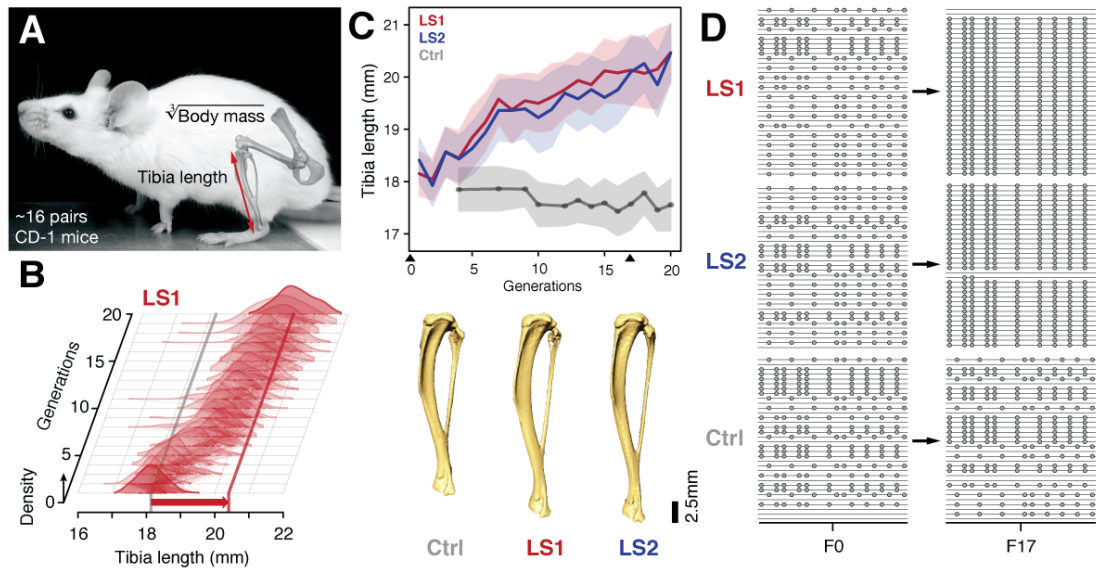 A
∛Body mass
Tibia length
~16 pairs
CD-1 mice
B
LS1
20
15
10
5
0
Generations
Density
16
18
20
22
Tibia length (mm)
C
LS1
LS2
Ctrl
21
20
19
18
17
Tibia length (mm)
0
5
10
15
20
Generations
2.5mm
Ctrl
LS1
LS2
D
LS1
LS2
Ctrl
F0
F17